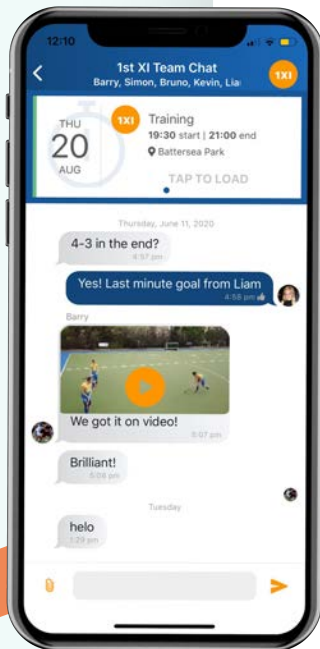 12:10
1st XI Team Chat
Barry, Simon, Bruno, Kevin, Lia
1XI
THU
20
AUG
1XI
Training
19:30 start | 21:00 end
Battersea Park
TAP TO LOAD
Thursday, June 11, 2020
4-3 in the end?
4:57 pm
Yes! Last minute goal from Liam
4:58 pm
Barry
We got it on video!
5:07 pm
Brilliant!
5:08 pm
Tuesday
helo
1:29 pm